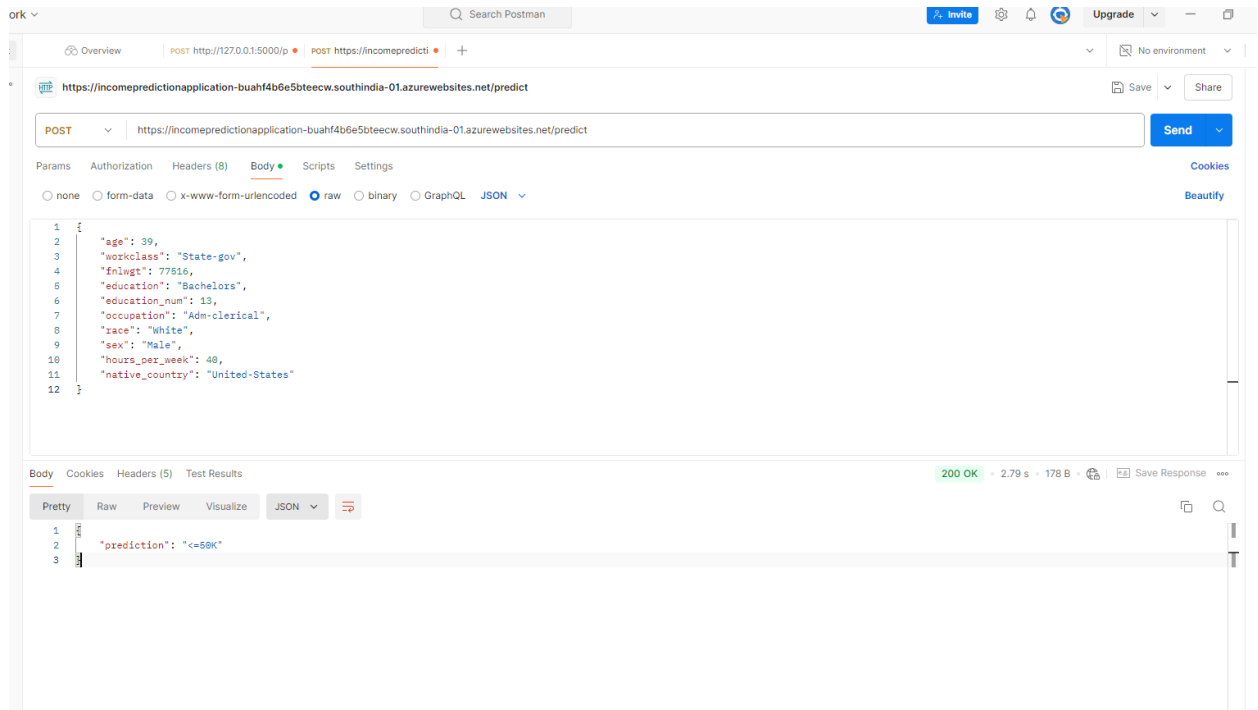 ork
Search Postman
Invite
Upgrade
Overview
POST http://127.0.0.1:5000/p
POST https://incomepredicti
No environment
HTTP
https://incomepredictionapplication-buahf4b6e5bteecw.southindia-01.azurewebsites.net/predict
Save
Share
POST
https://incomepredictionapplication-buahf4b6e5bteecw.southindia-01.azurewebsites.net/predict
Send
Params Authorization Headers (8) Body Scripts Settings
Cookies
none form-data x-www-form-urlencoded raw binary GraphQL JSON
Beautify
1 {
2 "age": 39,
3 "workclass": "State-gov",
4 "fnlwgt": 77516,
5 "education": "Bachelors",
6 "education_num": 13,
7 "occupation": "Adm-clerical",
8 "race": "White",
9 "sex": "Male",
10 "hours_per_week": 40,
11 "native_country": "United-States"
12 }
Body Cookies Headers (5) Test Results
200 OK • 2.79 s • 178 B
Save Response
Pretty Raw Preview Visualize JSON
1 {
2 "prediction": "<=50K"
3 }